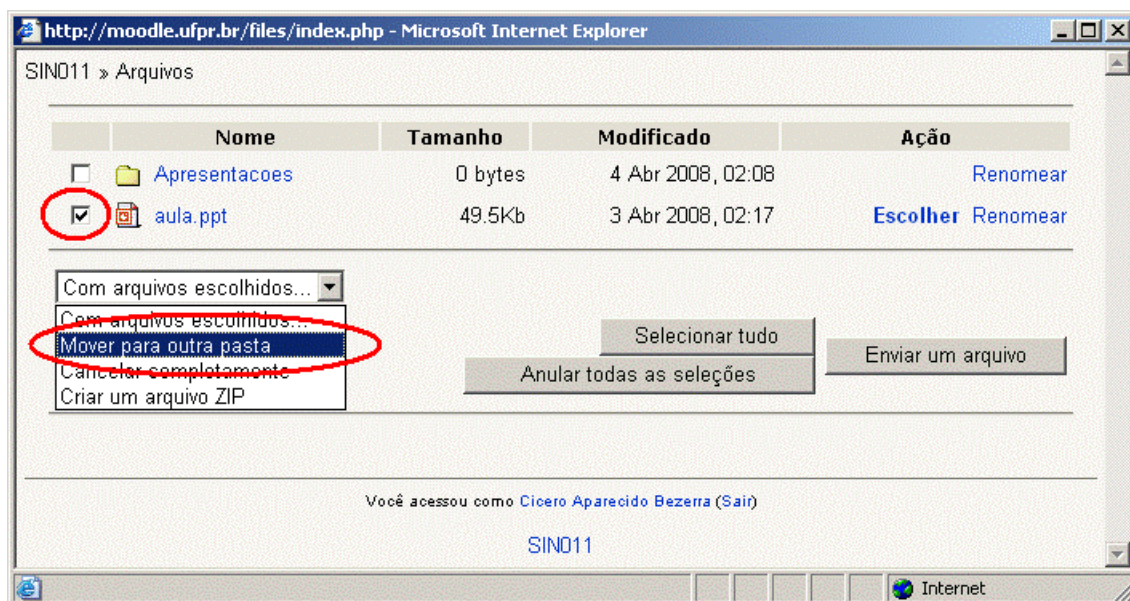 http://moodle.ufpr.br/files/index.php - Microsoft Internet Explorer
SIN011 » Arquivos
Nome Tamanho Modificado Ação
Apresentacoes 0 bytes 4 Abr 2008, 02:08 Renomear
aula.ppt 49.5Kb 3 Abr 2008, 02:17 Escolher Renomear
Com arquivos escolhidos...
Com arquivos escolhidos...
Mover para outra pasta
Cancelar completamente
Criar um arquivo ZIP
Selecionar tudo
Anular todas as seleções
Enviar um arquivo
Você acessou como Cicero Aparecido Bezerra (Sair)
SIN011
Internet